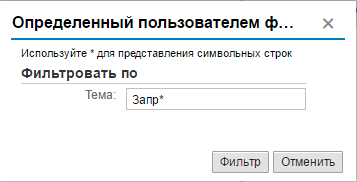 Определенный пользователем ф...
Используйте * для представления символьных строк
Фильтровать по
Тема: Запр*
Фильтр Отменить